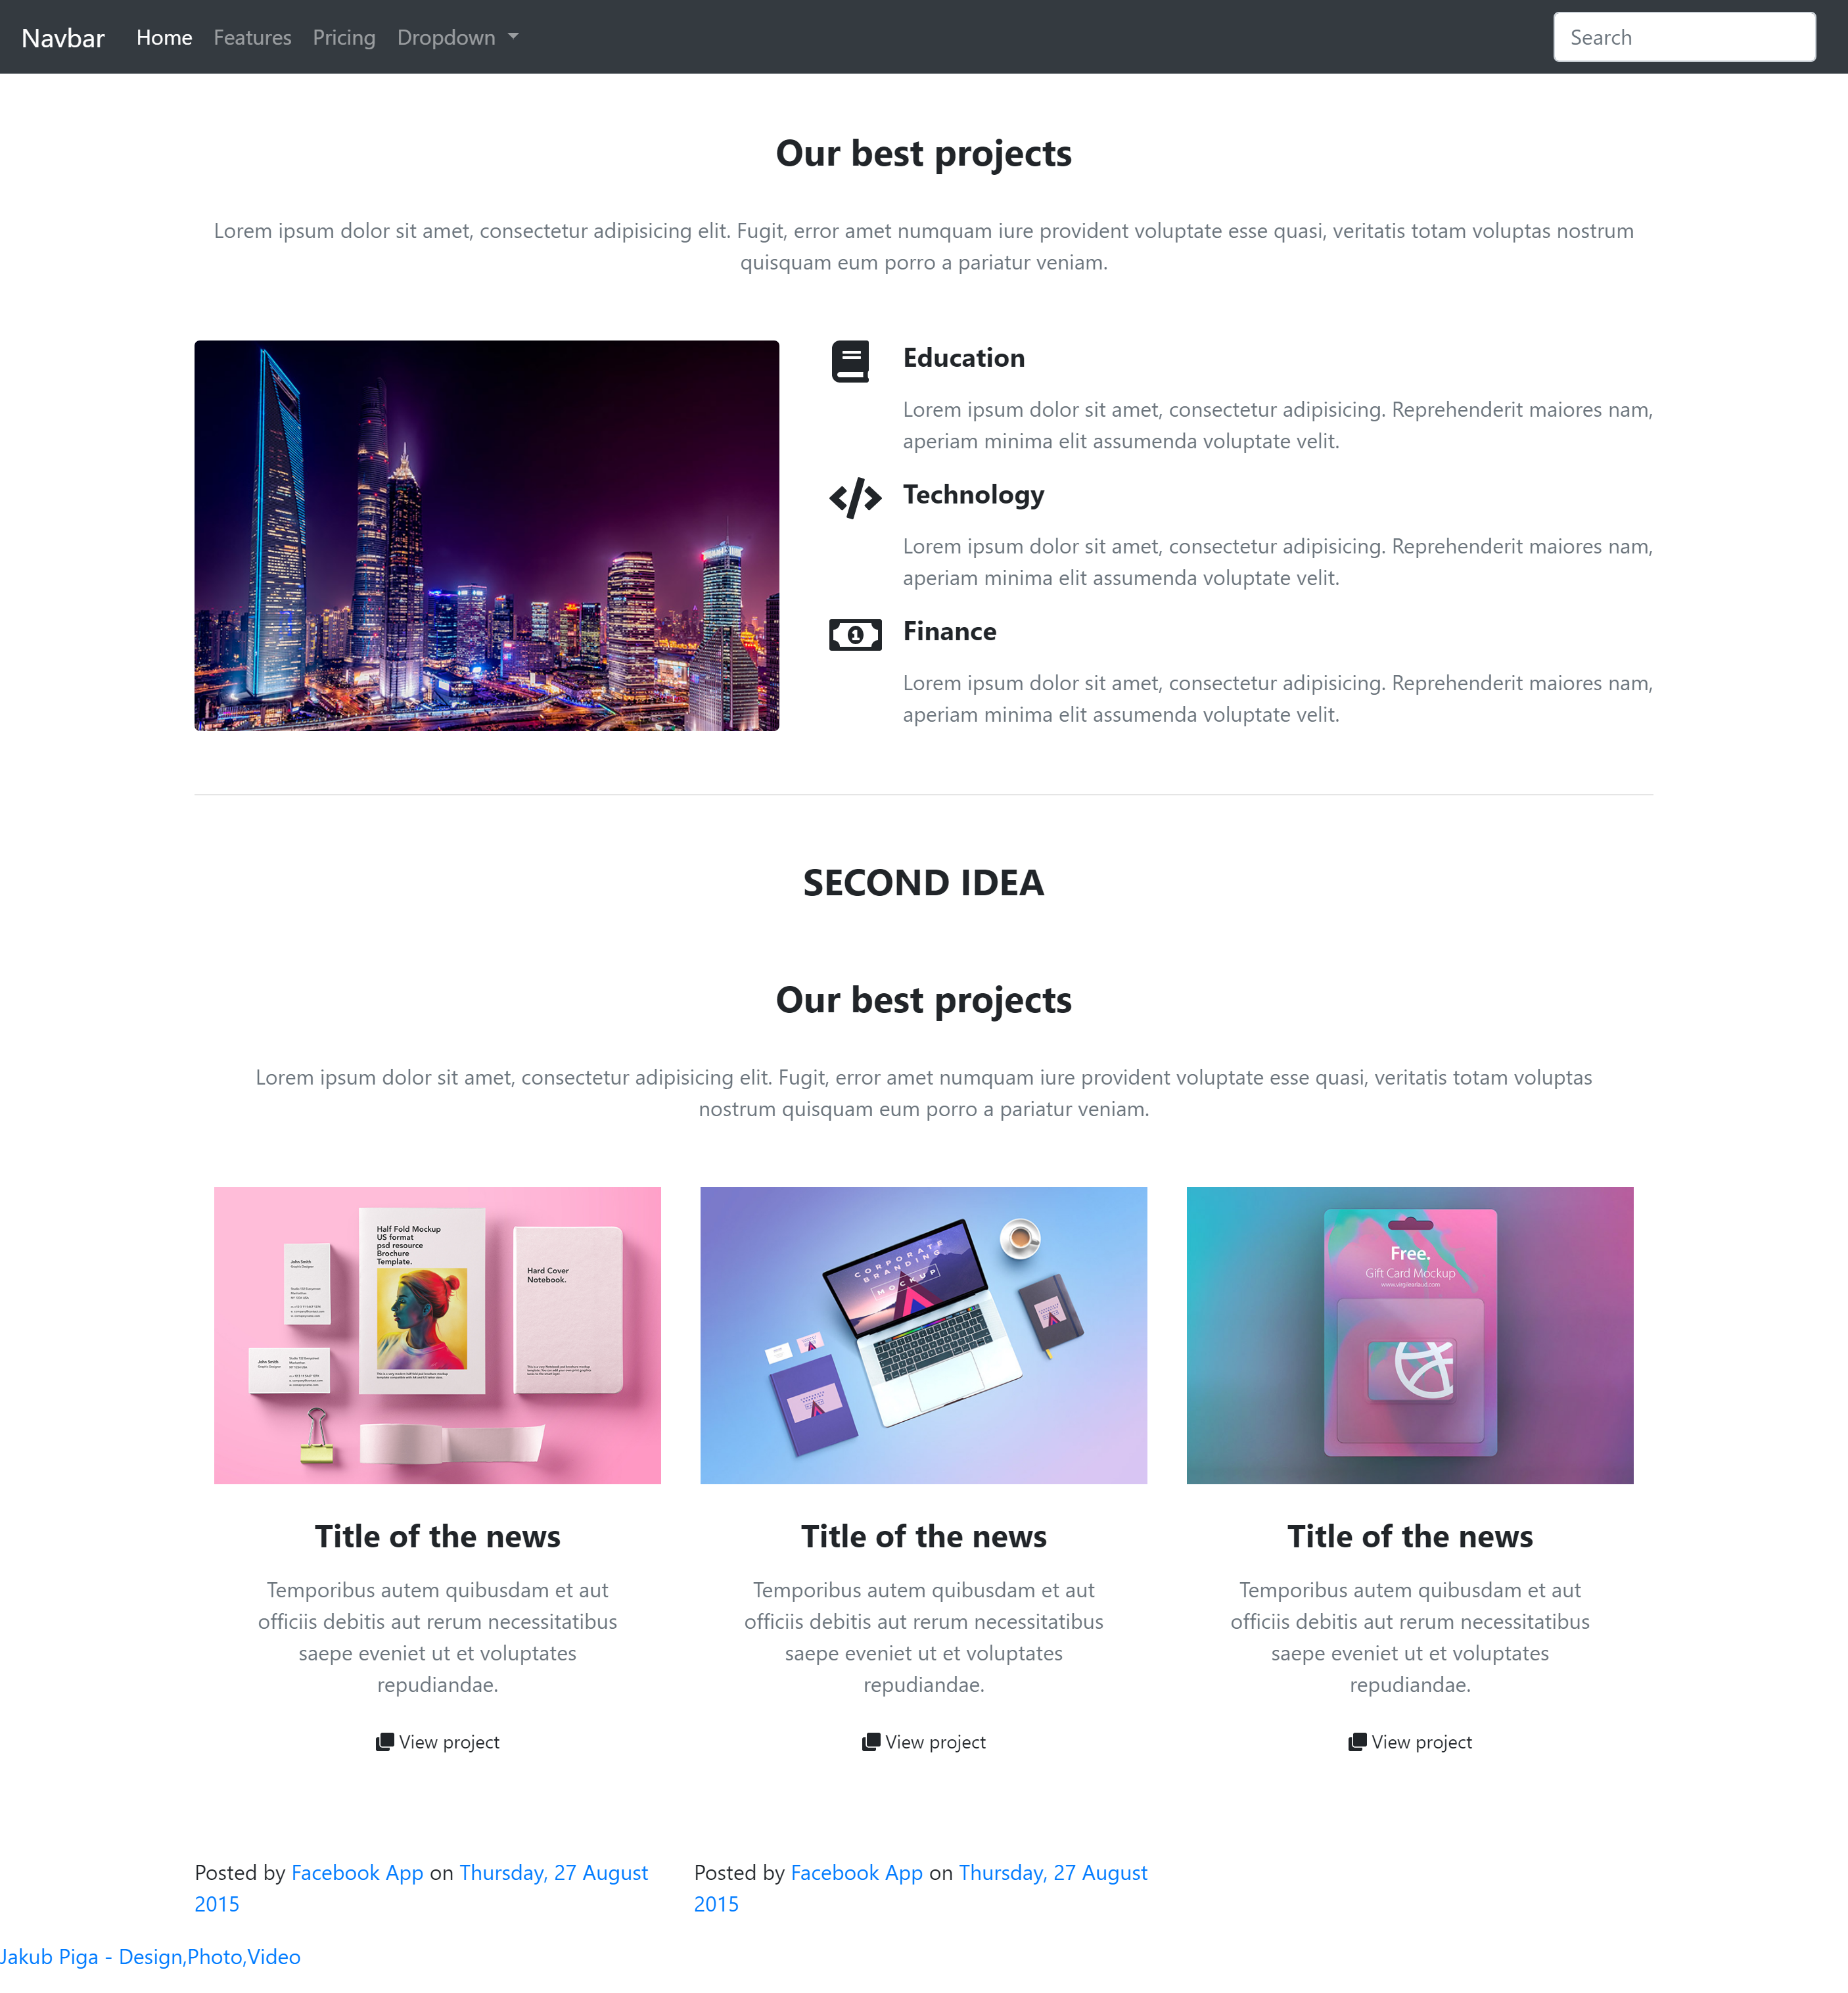 Navbar Home Features Pricing Dropdown Search
Our best projects
Lorem ipsum dolor sit amet, consectetur adipisicing elit. Fugit, error amet numquam iure provident voluptate esse quasi, veritatis totam voluptas nostrum
quisquam eum porro a pariatur veniam.
Education
Lorem ipsum dolor sit amet, consectetur adipisicing. Reprehenderit maiores nam,
aperiam minima elit assumenda voluptate velit.
Technology
Lorem ipsum dolor sit amet, consectetur adipisicing. Reprehenderit maiores nam,
aperiam minima elit assumenda voluptate velit.
Finance
Lorem ipsum dolor sit amet, consectetur adipisicing. Reprehenderit maiores nam,
aperiam minima elit assumenda voluptate velit.
SECOND IDEA
Our best projects
Lorem ipsum dolor sit amet, consectetur adipisicing elit. Fugit, error amet numquam iure provident voluptate esse quasi, veritatis totam voluptas
nostrum quisquam eum porro a pariatur veniam.
Half Fold Mockup
US format
psd resource
Brochure
Template.
John Smith
Graphic Designer
Hard Cover
Notebook.
John Smith
Graphic Designer
CORPORATE
BRANDING
MOCKUP
Free.
Gift Card Mockup
Title of the news
Temporibus autem quibusdam et aut
officiis debitis aut rerum necessitatibus
saepe eveniet ut et voluptates
repudiandae.
View project
Title of the news
Temporibus autem quibusdam et aut
officiis debitis aut rerum necessitatibus
saepe eveniet ut et voluptates
repudiandae.
View project
Title of the news
Temporibus autem quibusdam et aut
officiis debitis aut rerum necessitatibus
saepe eveniet ut et voluptates
repudiandae.
View project
Posted by Facebook App on Thursday, 27 August
2015
Posted by Facebook App on Thursday, 27 August
2015
Jakub Piga - Design,Photo,Video